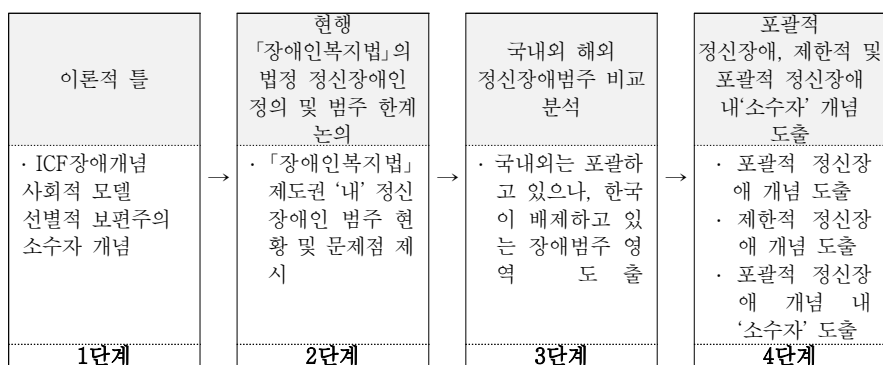 이론적 틀
· ICF장애개념
사회적 모델
선별적 보편주의
소수자 개념
1단계
→
현행
「장애인복지법」의
법정 정신장애인
정의 및 범주 한계
논의
· 「장애인복지법」
제도권 ‘내’ 정신
장애인 범주 현
황 및 문제점 제
시
2단계
→
국내외 해외
정신장애범주 비교
분석
· 국내외는 포괄하
고 있으나, 한국
이 배제하고 있
는 장애범주 영
역 도출
3단계
→
포괄적
정신장애, 제한적 및
포괄적 정신장애
내‘소수자’ 개념
도출
· 포괄적 정신장
애 개념 도출
· 제한적 정신장
애 개념 도출
· 포괄적 정신장
애 개념 내
‘소수자’ 도출
4단계